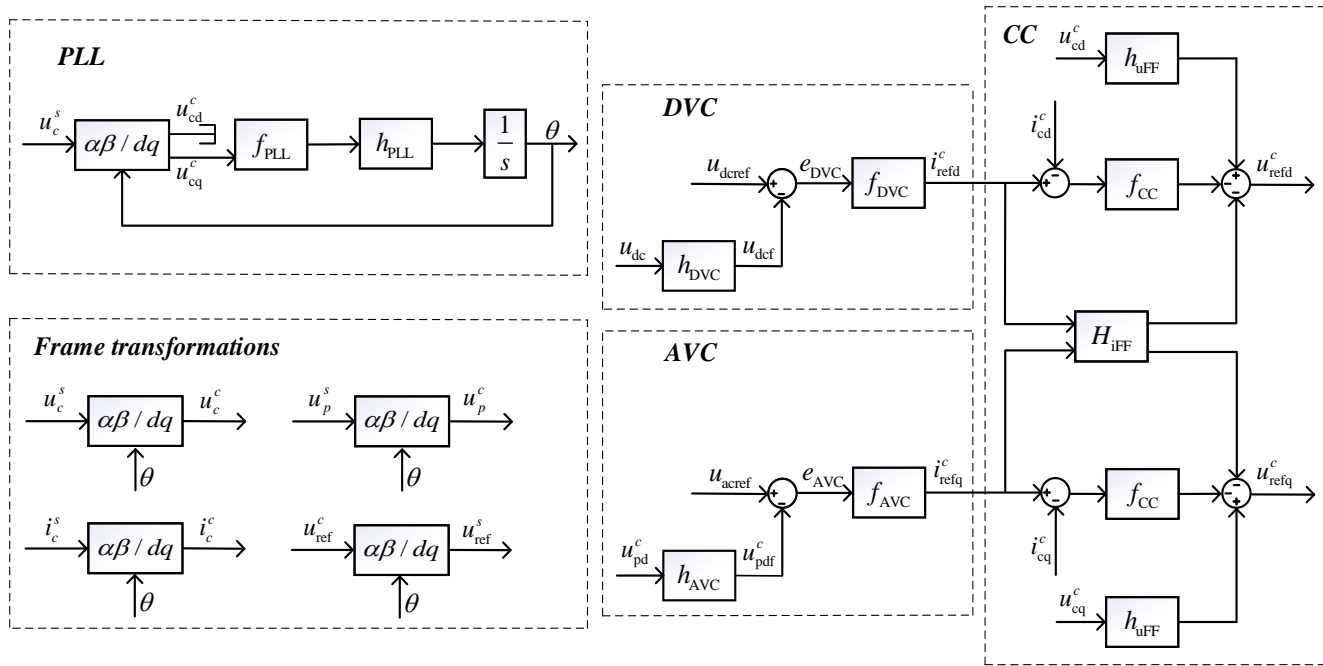 PLL
u_c^s
αβ / dq
u_cd^c
u_cq^c
f_PLL
h_PLL
1/s
θ
Frame transformations
u_c^s
αβ / dq
u_c^c
θ
u_p^s
αβ / dq
u_p^c
θ
i_c^s
αβ / dq
i_c^c
θ
u_ref^c
αβ / dq
u_ref^s
θ
DVC
u_dcref
+
-
e_DVC
f_DVC
i_refd^c
u_dc
h_DVC
u_dcf
AVC
u_acref
+
-
e_AVC
f_AVC
i_refq^c
u_pd^c
h_AVC
u_pdf^c
CC
u_cd^c
h_uFF
i_cd^c
+
-
f_CC
+
-
-
u_refd^c
H_iFF
+
-
i_cq^c
f_CC
-
-
+
u_refq^c
u_cq^c
h_uFF